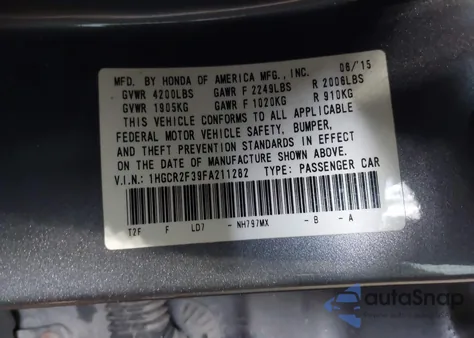 MFD. BY HONDA OF AMERICA MFG., INC. 08/'15
GVWR 4200LBS GAWR F 2249LBS R 2006LBS
GVWR 1905KG GAWR F 1020KG R 910KG
THIS VEHICLE CONFORMS TO ALL APPLICABLE
FEDERAL MOTOR VEHICLE SAFETY, BUMPER,
AND THEFT PREVENTION STANDARDS IN EFFECT
ON THE DATE OF MANUFACTURE SHOWN ABOVE.
V.I.N.: 1HGCR2F39FA211282 TYPE: PASSENGER CAR
T2F F LD7 - NH797MX - B - A
autoSnap